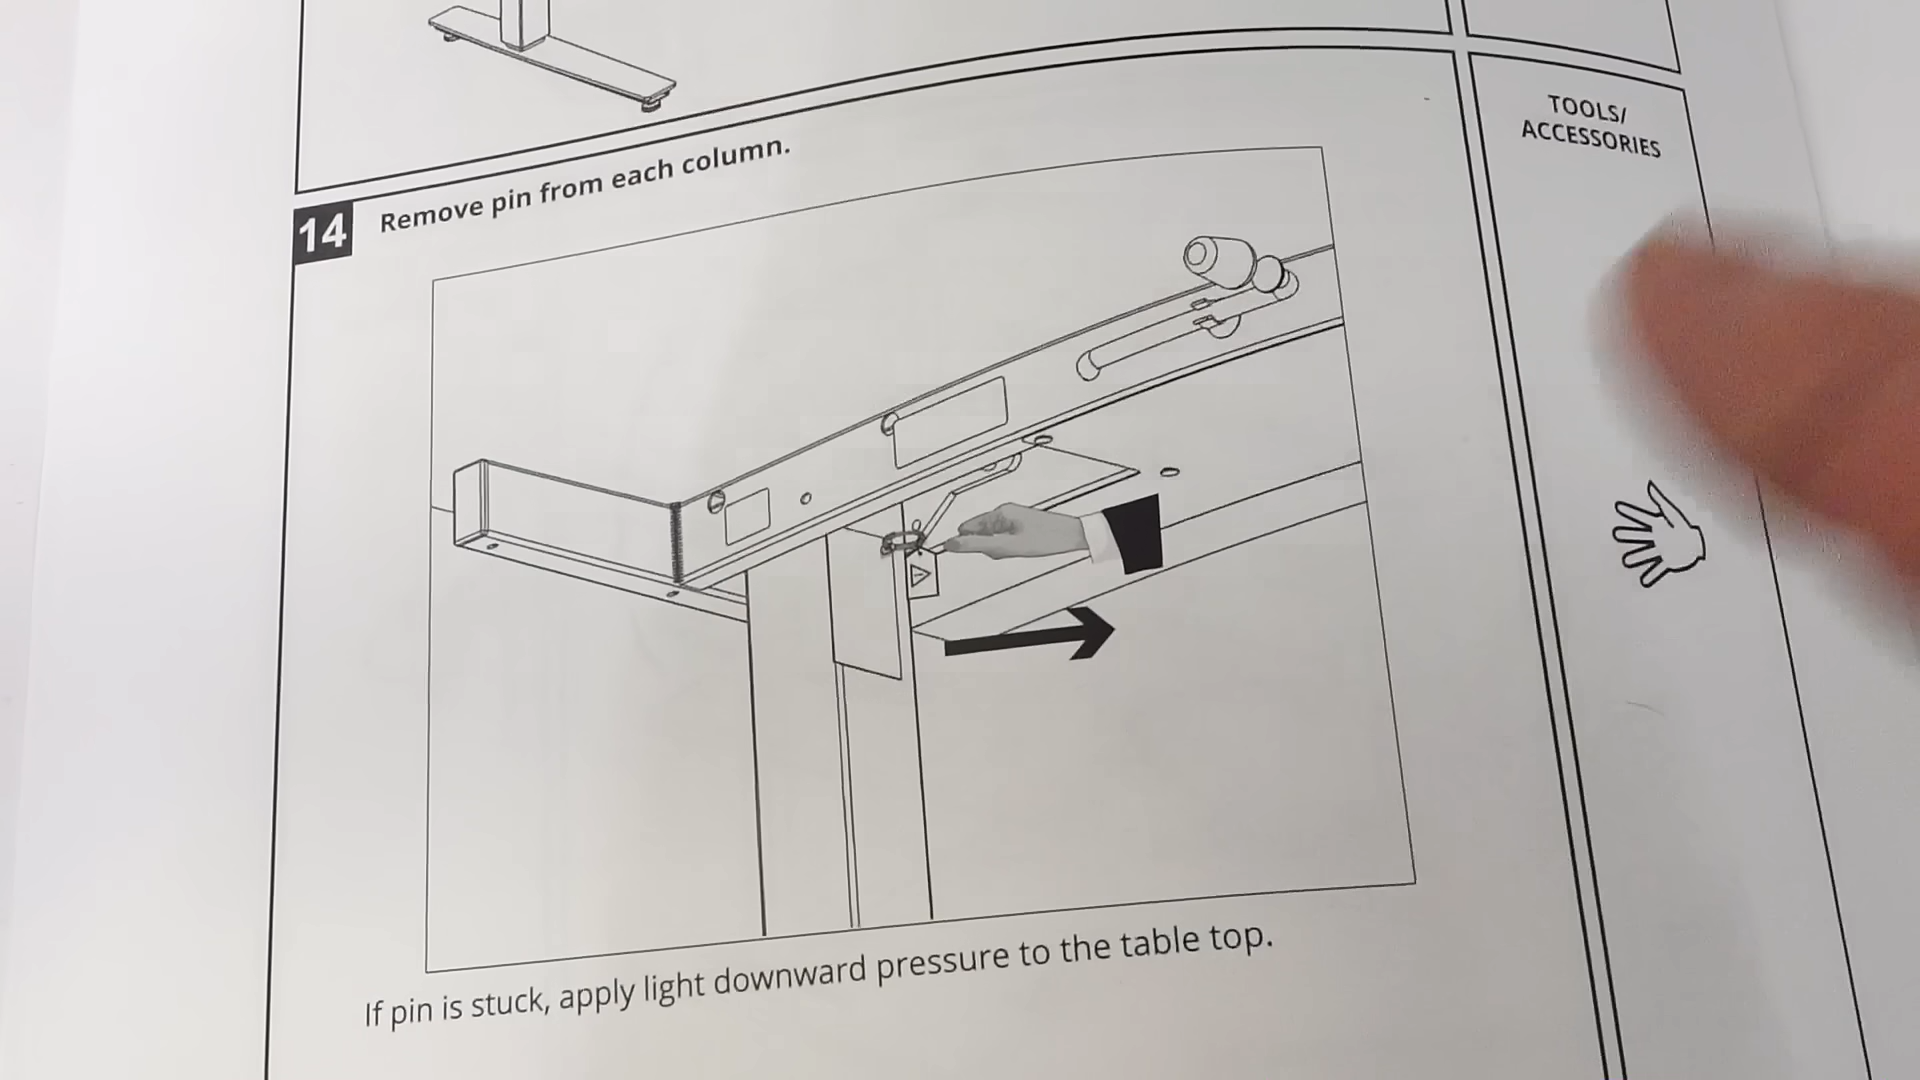 TOOLS/
ACCESSORIES
14 Remove pin from each column.
If pin is stuck, apply light downward pressure to the table top.